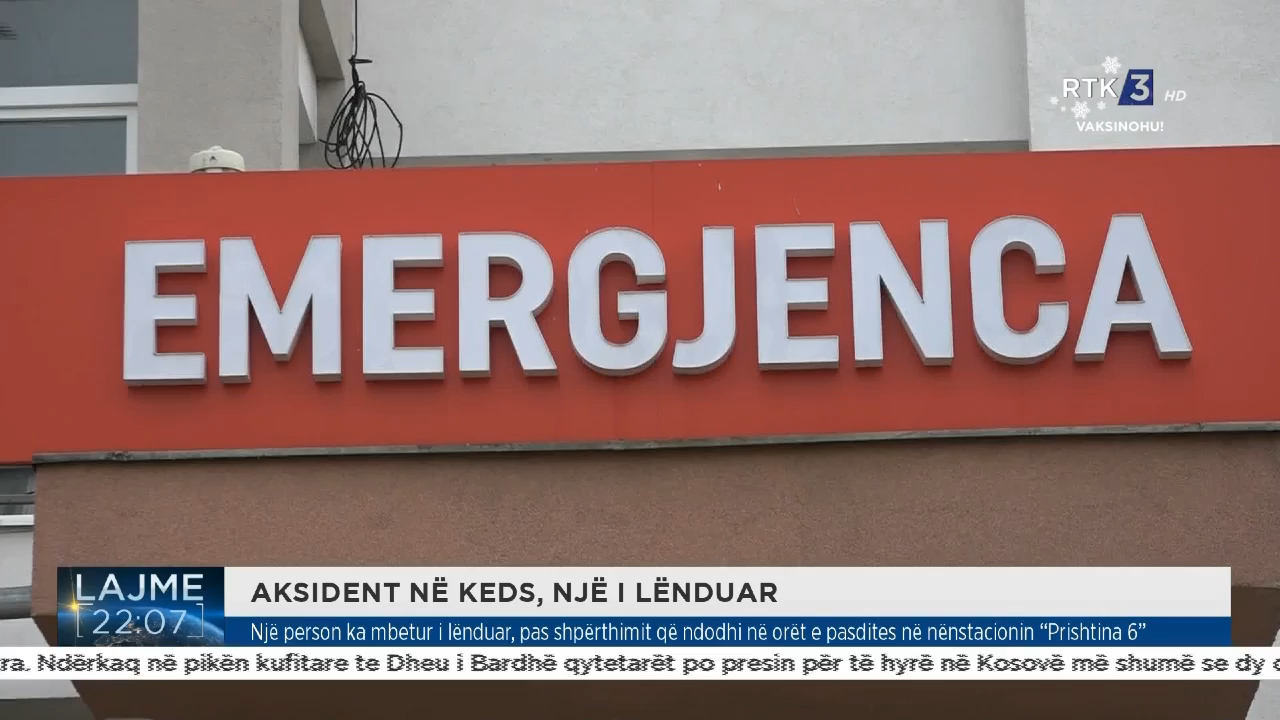 RTK 3 HD
VAKSINOHU!
EMERGJENCA
LAJME
22:07
AKSIDENT NË KEDS, NJË I LËNDUAR
Një person ka mbetur i lënduar, pas shpërthimit që ndodhi në orët e pasdites në nënstacionin “Prishtina 6”
ra. Ndërkaq në pikën kufitare te Dheu i Bardhë qytetarët po presin për të hyrë në Kosovë më shumë se dy